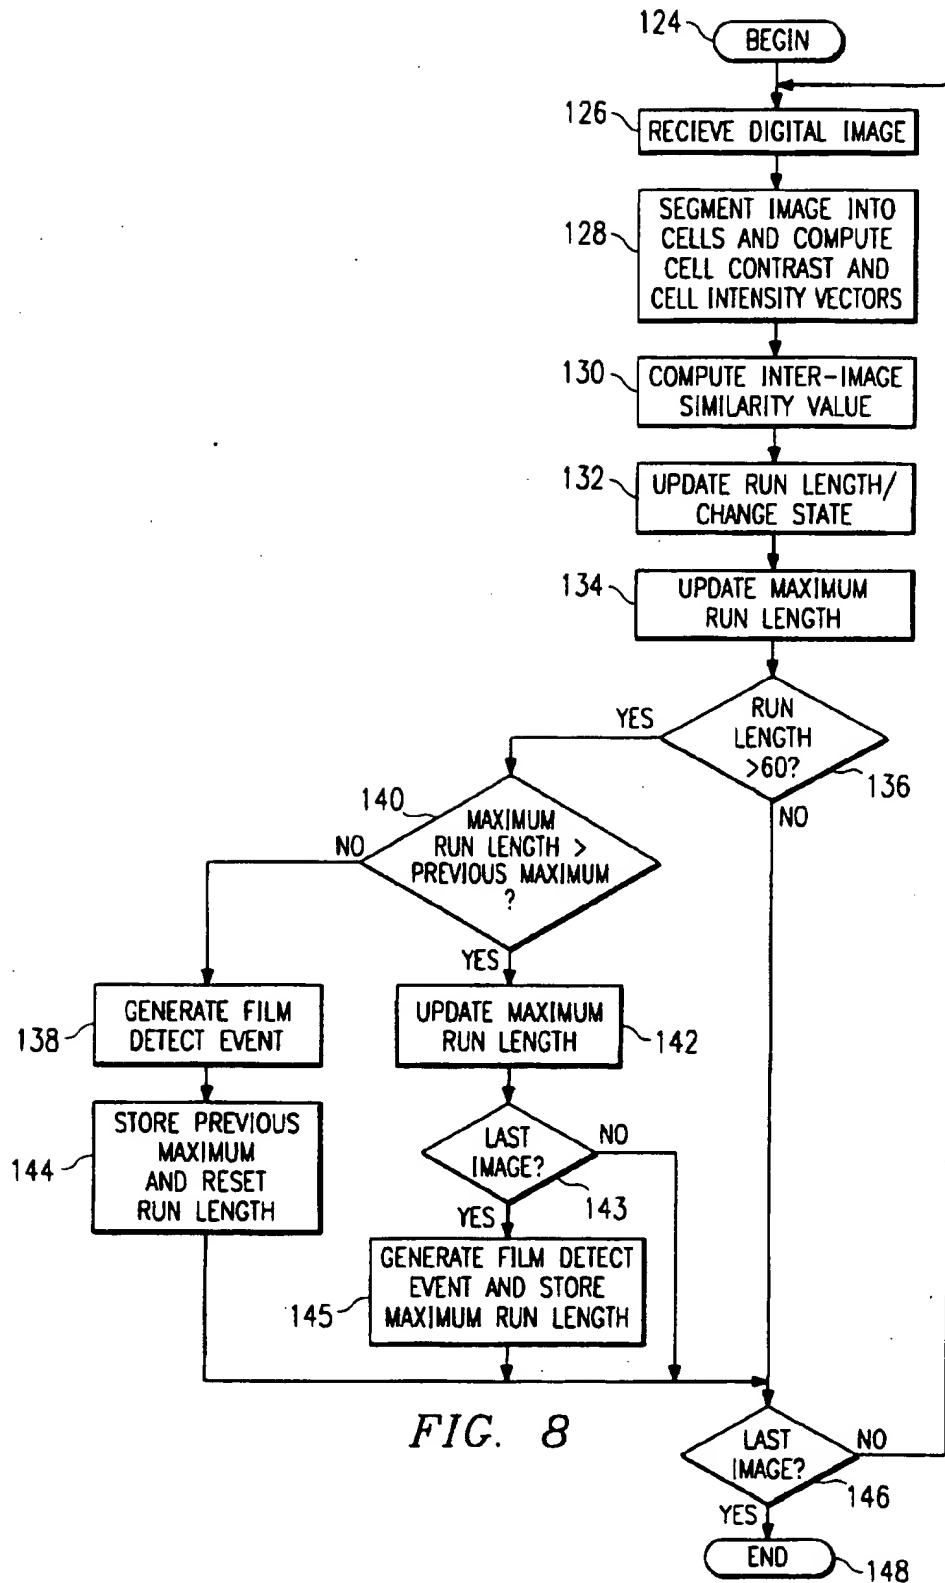 124
BEGIN
126
RECIEVE DIGITAL IMAGE
128
SEGMENT IMAGE INTO
CELLS AND COMPUTE
CELL CONTRAST AND
CELL INTENSITY VECTORS
130
COMPUTE INTER-IMAGE
SIMILARITY VALUE
132
UPDATE RUN LENGTH/
CHANGE STATE
134
UPDATE MAXIMUM
RUN LENGTH
YES
RUN
LENGTH
>60?
136
NO
140
MAXIMUM
RUN LENGTH >
PREVIOUS MAXIMUM
?
NO
YES
138
GENERATE FILM
DETECT EVENT
UPDATE MAXIMUM
RUN LENGTH
142
144
STORE PREVIOUS
MAXIMUM
AND RESET
RUN LENGTH
LAST
IMAGE?
NO
143
YES
145
GENERATE FILM DETECT
EVENT AND STORE
MAXIMUM RUN LENGTH
FIG. 8
LAST
IMAGE?
NO
146
YES
END
148